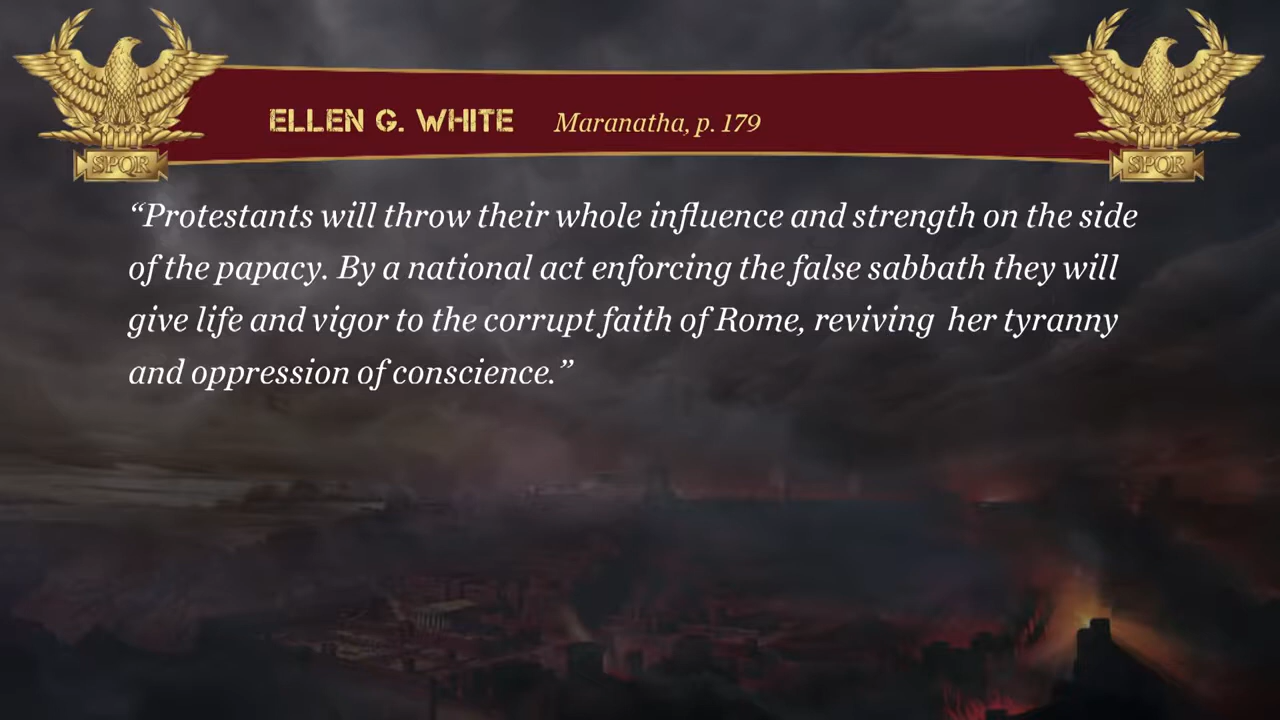 SPQR
ELLEN G. WHITE Maranatha, p. 179
SPQR
“Protestants will throw their whole influence and strength on the side
of the papacy. By a national act enforcing the false sabbath they will
give life and vigor to the corrupt faith of Rome, reviving her tyranny
and oppression of conscience.”